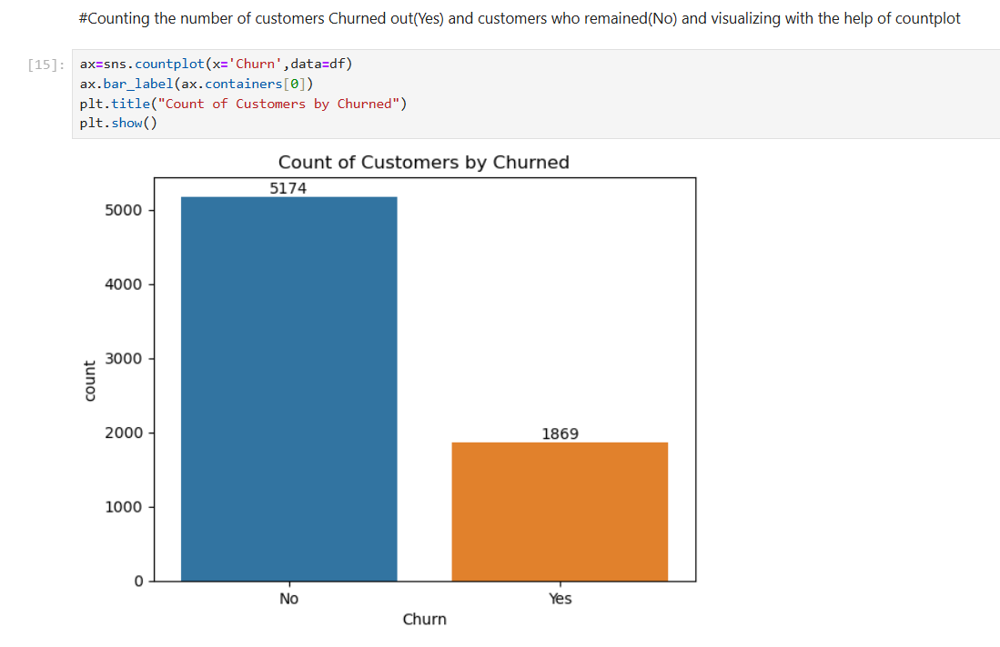 #Counting the number of customers Churned out(Yes) and customers who remained(No) and visualizing with the help of countplot
[15]:
ax=sns.countplot(x='Churn',data=df)
ax.bar_label(ax.containers[0])
plt.title("Count of Customers by Churned")
plt.show()
Count of Customers by Churned
5174
5000
4000
3000
count
2000
1869
1000
0
No
Yes
Churn